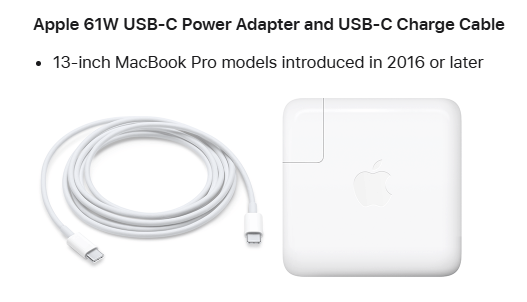 Apple 61W USB-C Power Adapter and USB-C Charge Cable
• 13-inch MacBook Pro models introduced in 2016 or later